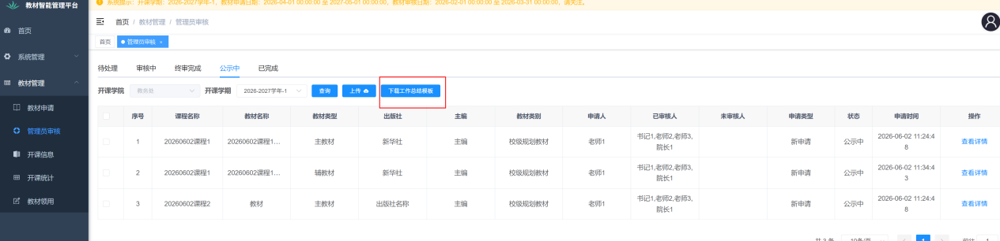 教材智能管理平台
系统提示：开课学期：2026-2027学年-1，教材申请日期：2026-04-01 00:00:00 至 2027-05-01 00:00:00，教材审核日期：2026-02-01 00:00:00 至 2026-03-31 00:00:00，请关注。
首页 / 教材管理 / 管理员审核
首页
管理员审核 ×
首页
系统管理
教材管理
教材申请
管理员审核
开课信息
开课统计
教材领用
待处理 审核中 终审完成 公示中 已完成
开课学院 教务处 开课学期 2026-2027学年-1 查询 上传 下载工作总结模板
序号 课程名称 教材名称 教材类型 出版社 主编 教材类别 申请人 已审核人 未审核人 申请类型 状态 申请时间 操作
1 20260602课程1 20260602课程1... 主教材 新华社 主编 校级规划教材 老师1 书记1,老师2,老师3, 新申请 公示中 2026-06-02 11:24:4 查看详情
院长1 8
2 20260602课程1 20260602课程1... 辅教材 新华社 主编 校级规划教材 老师1 书记1,老师2,老师3, 新申请 公示中 2026-06-02 11:34:4 查看详情
院长1 3
3 20260602课程2 教材 主教材 出版社名称 主编 校级规划教材 老师1 书记1,老师2,老师3, 新申请 公示中 2026-06-02 11:24:4 查看详情
院长1 8
共 3 条 10条/页 1 前往 1